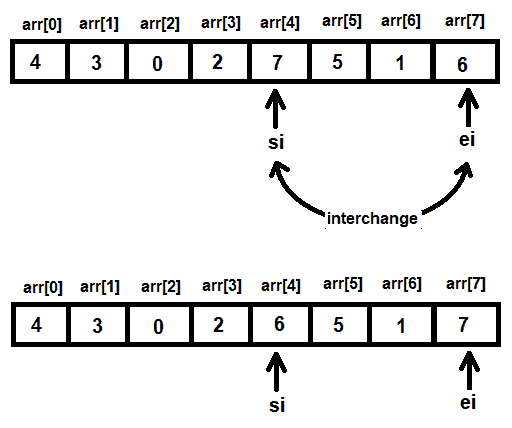 arr[0] arr[1] arr[2] arr[3] arr[4] arr[5] arr[6] arr[7]
4 3 0 2 7 5 1 6
si ei
interchange
arr[0] arr[1] arr[2] arr[3] arr[4] arr[5] arr[6] arr[7]
4 3 0 2 6 5 1 7
si ei